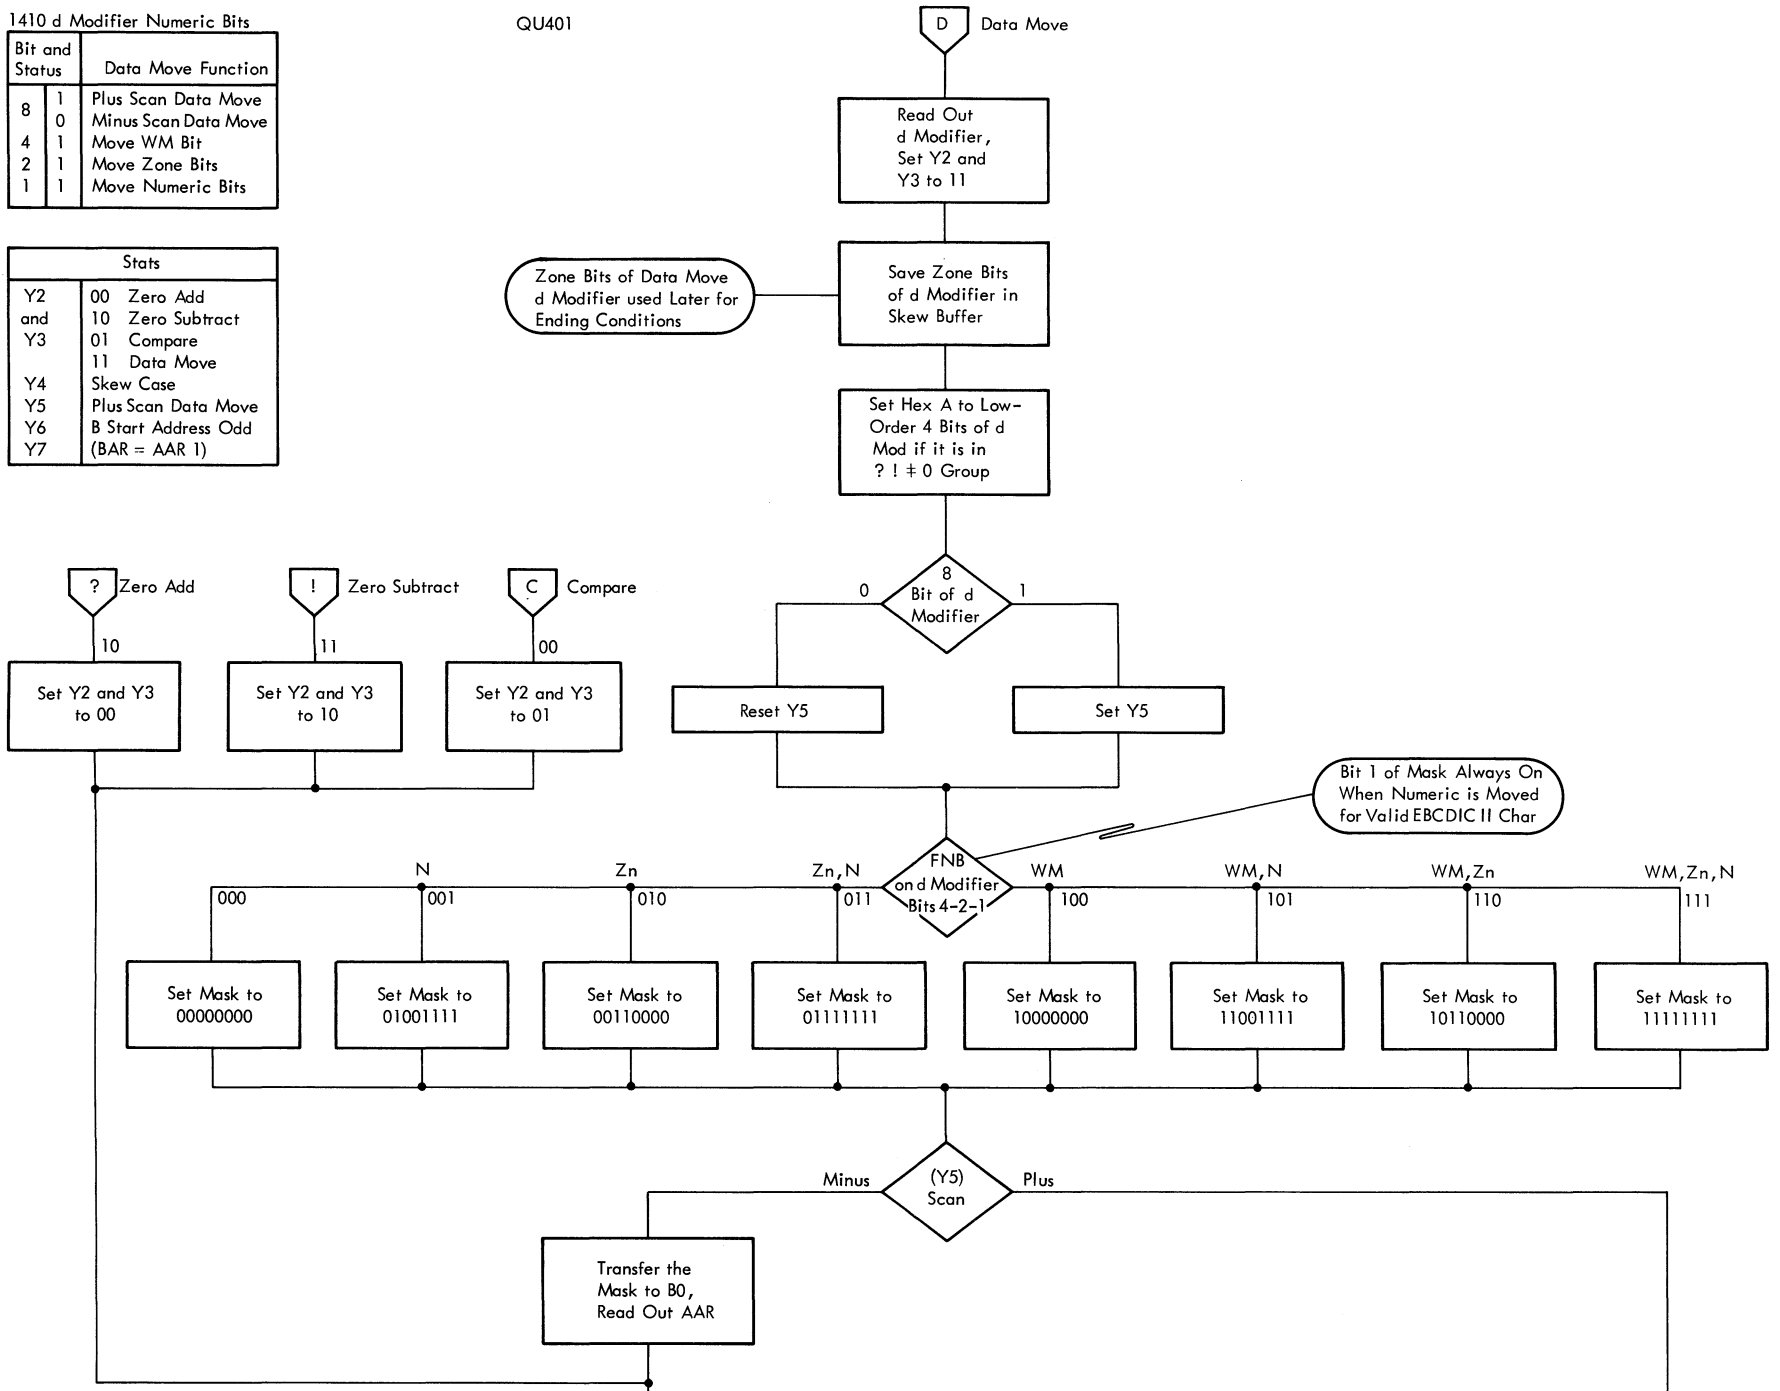 1410 d Modifier Numeric Bits
QU401
D Data Move
Bit and
Status
Data Move Function
8 1 Plus Scan Data Move
0 Minus Scan Data Move
4 1 Move WM Bit
2 1 Move Zone Bits
1 1 Move Numeric Bits
Read Out
d Modifier,
Set Y2 and
Y3 to 11
Stats
Y2 00 Zero Add
and 10 Zero Subtract
Y3 01 Compare
11 Data Move
Y4 Skew Case
Y5 Plus Scan Data Move
Y6 B Start Address Odd
Y7 (BAR = AAR 1)
Zone Bits of Data Move
d Modifier used Later for
Ending Conditions
Save Zone Bits
of d Modifier in
Skew Buffer
Set Hex A to Low-
Order 4 Bits of d
Mod if it is in
? ! ‡ 0 Group
8
Bit of d
Modifier
0
1
? Zero Add
! Zero Subtract
C Compare
10
11
00
Set Y2 and Y3
to 00
Set Y2 and Y3
to 10
Set Y2 and Y3
to 01
Reset Y5
Set Y5
Bit 1 of Mask Always On
When Numeric is Moved
for Valid EBCDIC II Char
FNB
on d Modifier
Bits 4-2-1
N
Zn
Zn,N
WM
WM,N
WM,Zn
WM,Zn,N
000
001
010
011
100
101
110
111
Set Mask to
00000000
Set Mask to
01001111
Set Mask to
00110000
Set Mask to
01111111
Set Mask to
10000000
Set Mask to
11001111
Set Mask to
10110000
Set Mask to
11111111
Minus
(Y5)
Scan
Plus
Transfer the
Mask to B0,
Read Out AAR